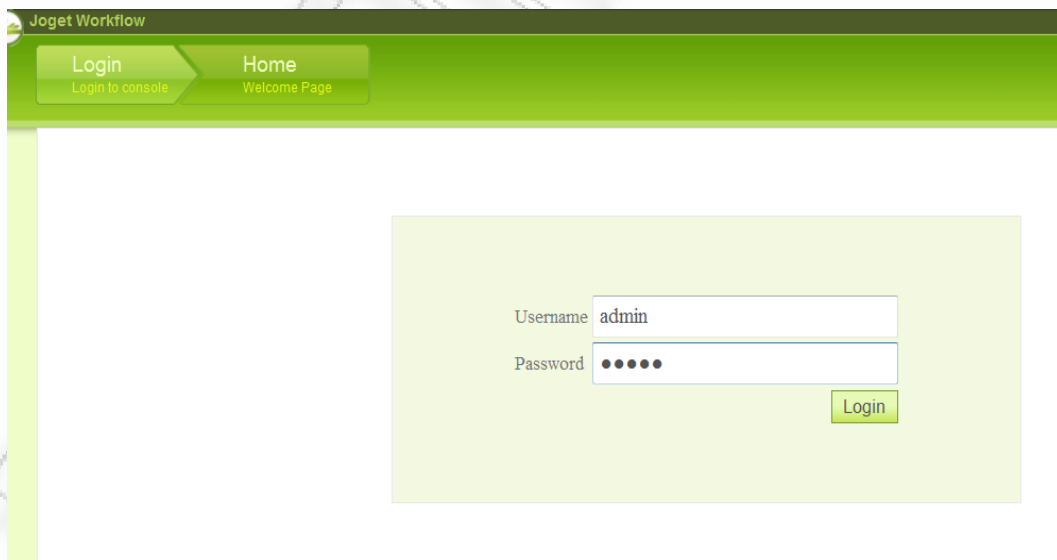 Joget Workflow
Login Home
Login to console Welcome Page
Username admin
Password •••••
Login